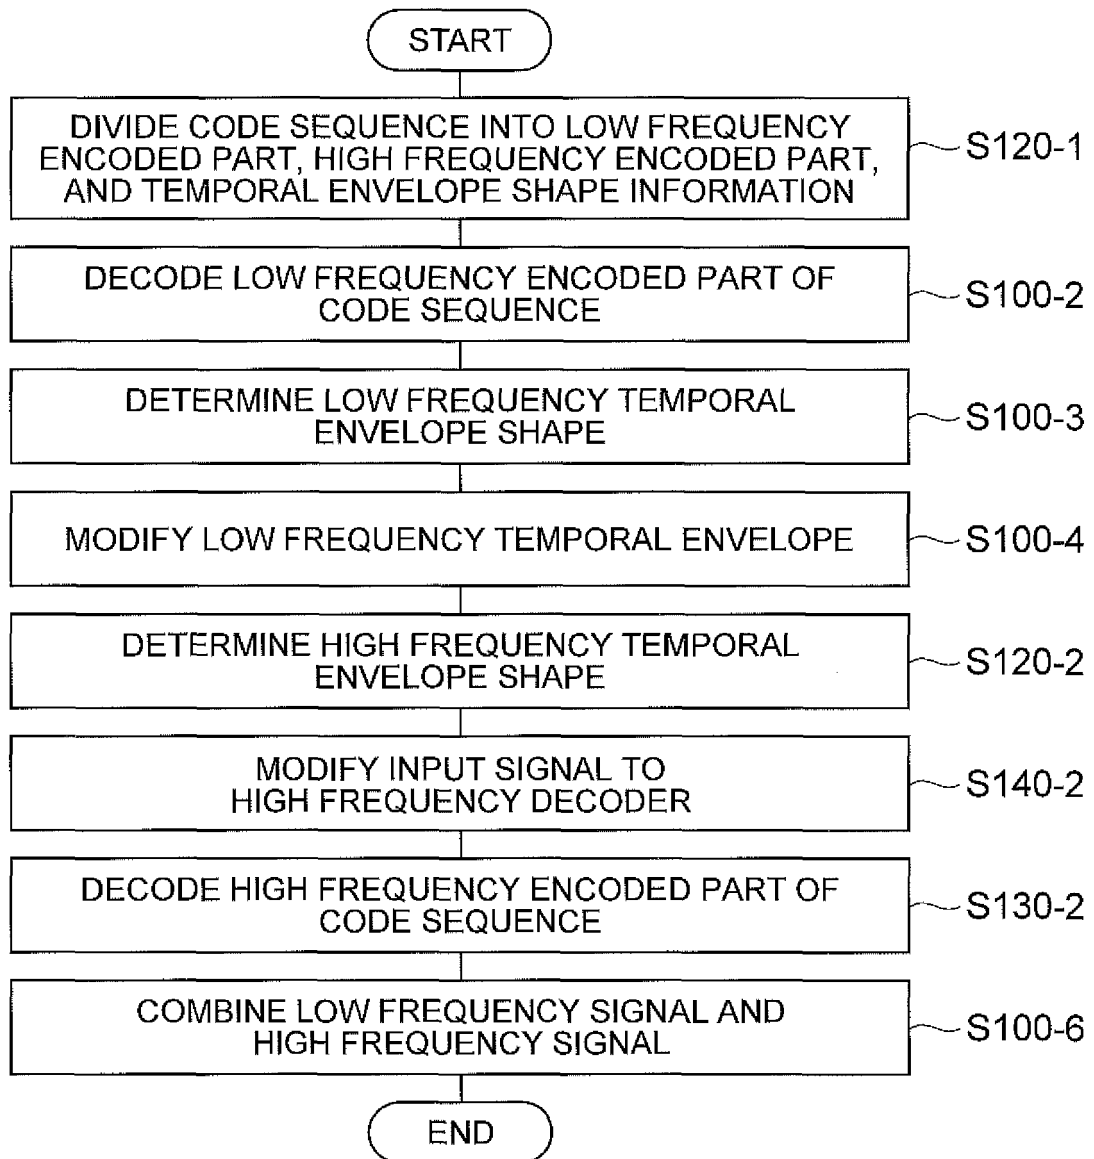 START
DIVIDE CODE SEQUENCE INTO LOW FREQUENCY
ENCODED PART, HIGH FREQUENCY ENCODED PART,
AND TEMPORAL ENVELOPE SHAPE INFORMATION
S120-1
DECODE LOW FREQUENCY ENCODED PART OF
CODE SEQUENCE
S100-2
DETERMINE LOW FREQUENCY TEMPORAL
ENVELOPE SHAPE
S100-3
MODIFY LOW FREQUENCY TEMPORAL ENVELOPE
S100-4
DETERMINE HIGH FREQUENCY TEMPORAL
ENVELOPE SHAPE
S120-2
MODIFY INPUT SIGNAL TO
HIGH FREQUENCY DECODER
S140-2
DECODE HIGH FREQUENCY ENCODED PART OF
CODE SEQUENCE
S130-2
COMBINE LOW FREQUENCY SIGNAL AND
HIGH FREQUENCY SIGNAL
S100-6
END